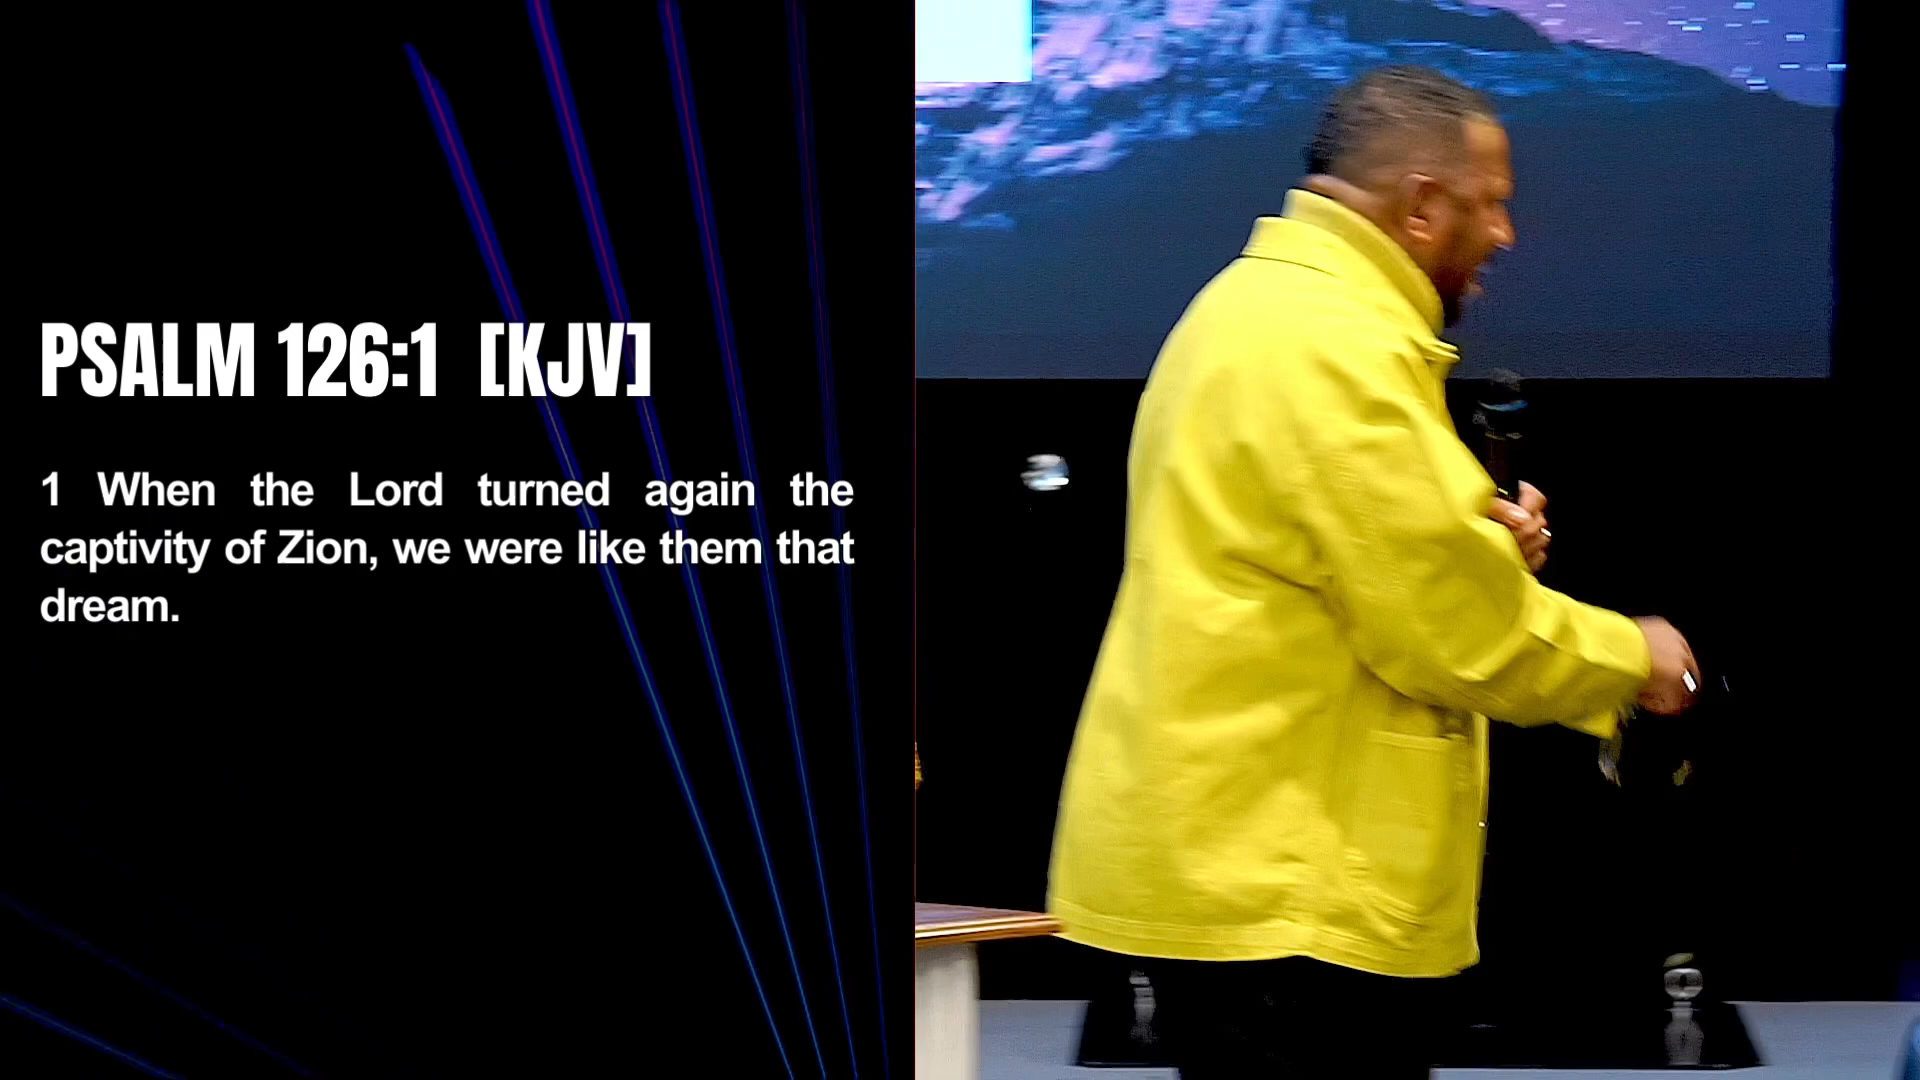 PSALM 126:1 [KJV]
1 When the Lord turned again the
captivity of Zion, we were like them that
dream.